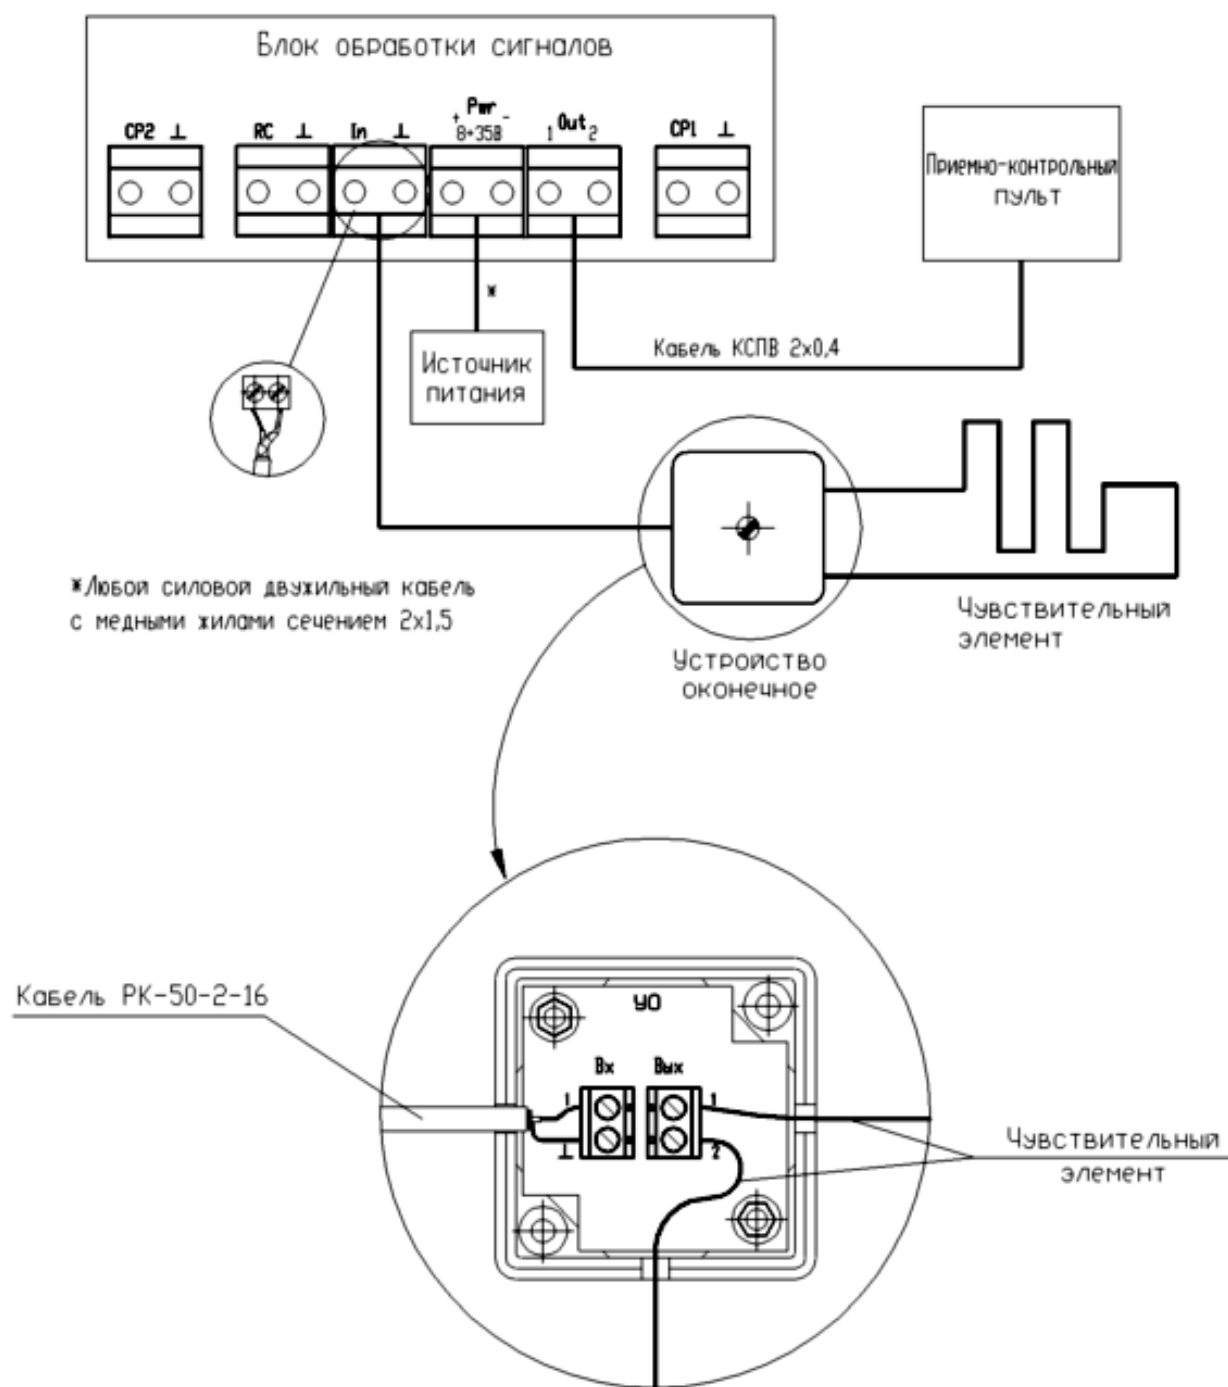 Блок обработки сигналов
CP2 ⊥
RC ⊥
In ⊥
+ Pwr -
8÷35В
1 Out 2
CP1 ⊥
Приемно-контрольный
пульт
*
Источник
питания
Кабель КСПВ 2х0,4
*Любой силовой двужильный кабель
с медными жилами сечением 2х1,5
Чувствительный
элемент
Устройство
оконечное
Кабель РК-50-2-16
УО
Вх
Вых
1
1
⊥
2
Чувствительный
элемент